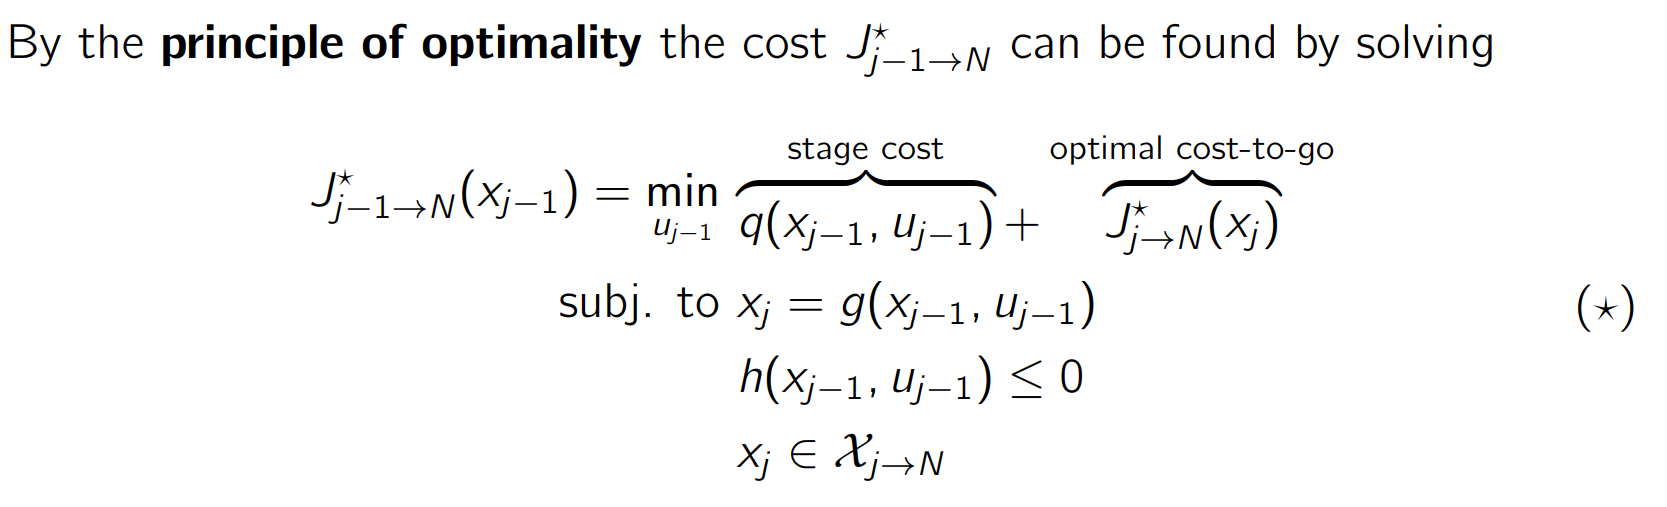 By the principle of optimality the cost J⋆_{j−1→N} can be found by solving
stage cost optimal cost-to-go
J⋆_{j−1→N}(x_{j−1}) = min_{u_{j−1}} q(x_{j−1}, u_{j−1}) + J⋆_{j→N}(x_j)
subj. to x_j = g(x_{j−1}, u_{j−1}) (⋆)
h(x_{j−1}, u_{j−1}) ≤ 0
x_j ∈ 𝒳_{j→N}